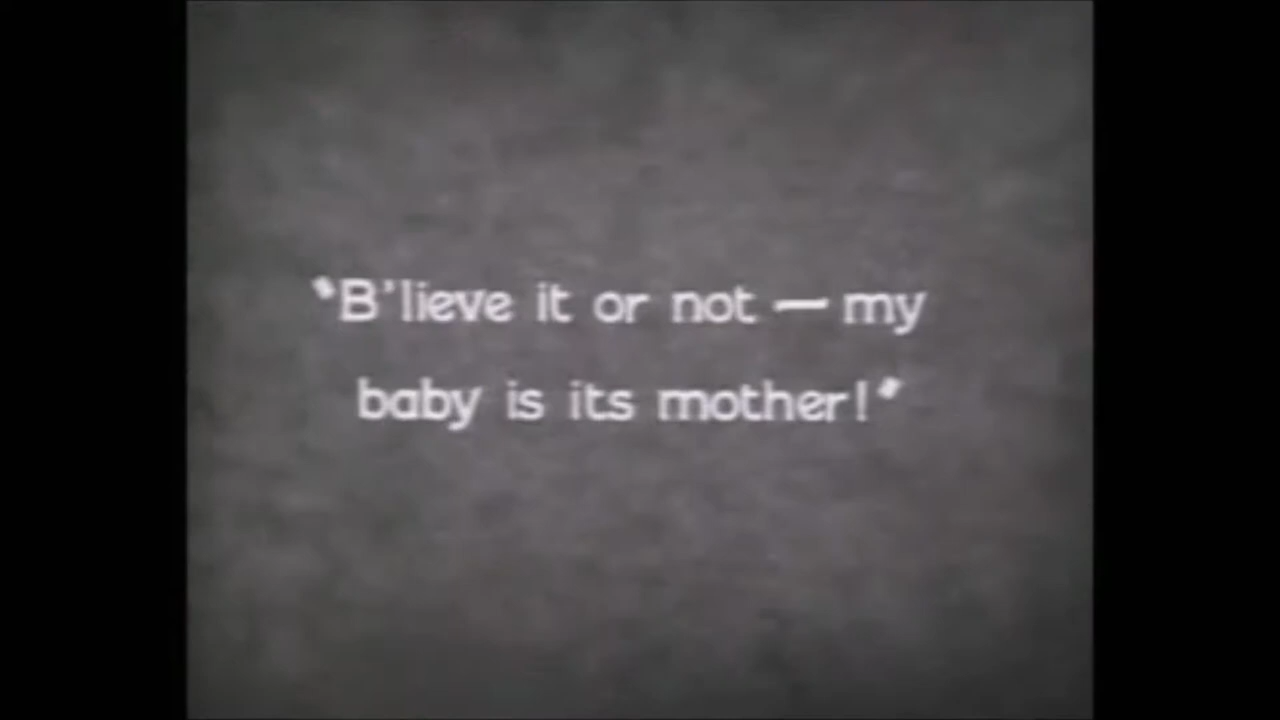 "B'lieve it or not — my
baby is its mother!"